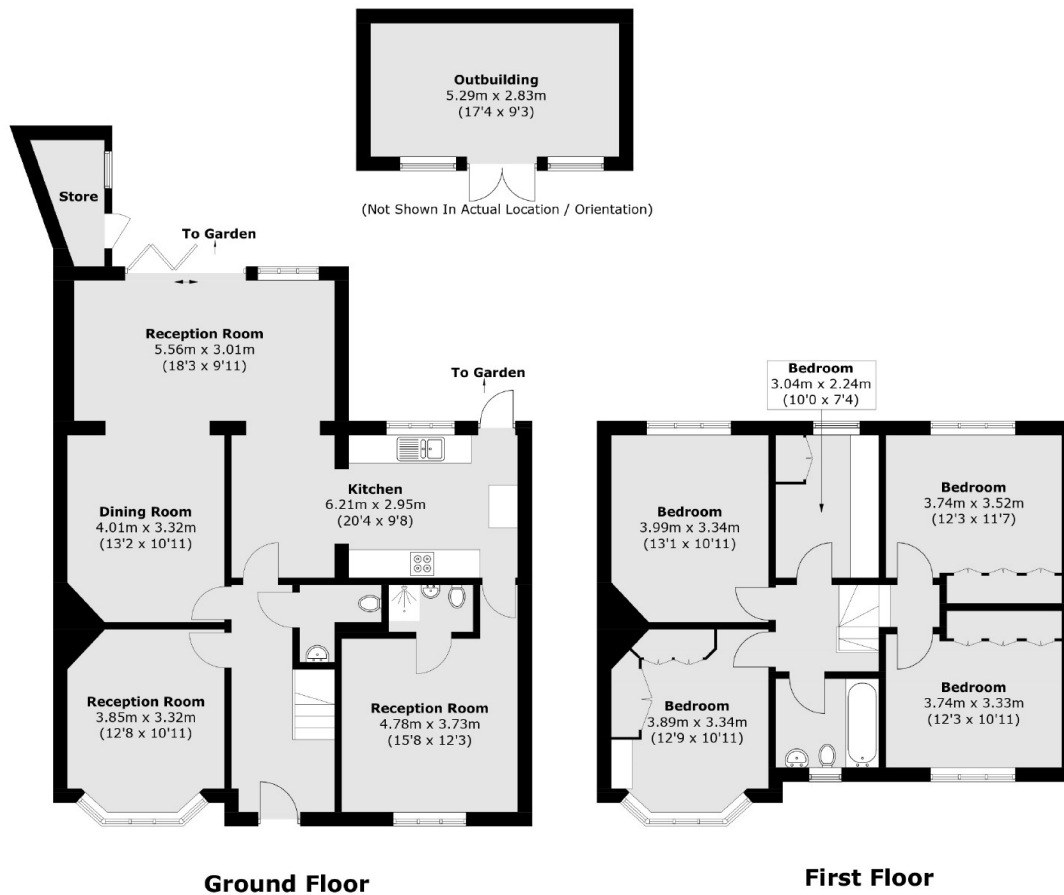 Outbuilding
5.29m x 2.83m
(17'4 x 9'3)
(Not Shown In Actual Location / Orientation)
Store
To Garden
Reception Room
5.56m x 3.01m
(18'3 x 9'11)
To Garden
Kitchen
6.21m x 2.95m
(20'4 x 9'8)
Dining Room
4.01m x 3.32m
(13'2 x 10'11)
Reception Room
3.85m x 3.32m
(12'8 x 10'11)
Reception Room
4.78m x 3.73m
(15'8 x 12'3)
Ground Floor
Bedroom
3.04m x 2.24m
(10'0 x 7'4)
Bedroom
3.99m x 3.34m
(13'1 x 10'11)
Bedroom
3.74m x 3.52m
(12'3 x 11'7)
Bedroom
3.89m x 3.34m
(12'9 x 10'11)
Bedroom
3.74m x 3.33m
(12'3 x 10'11)
First Floor